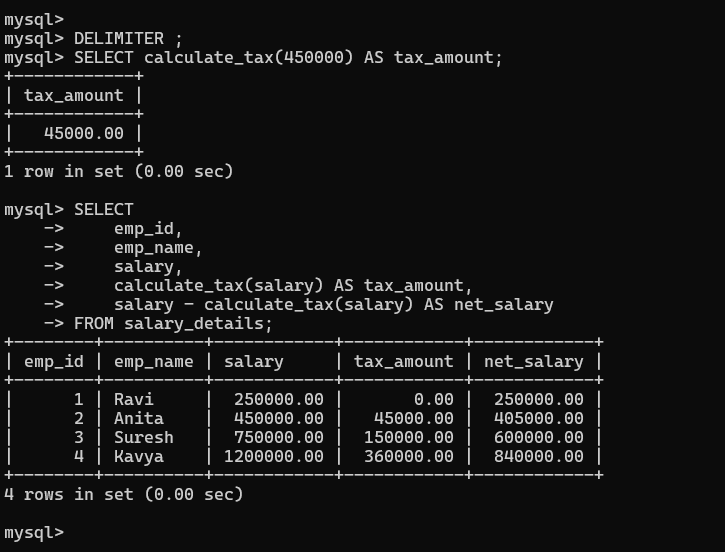 mysql>
mysql> DELIMITER ;
mysql> SELECT calculate_tax(450000) AS tax_amount;
+------------+
| tax_amount |
+------------+
|   45000.00 |
+------------+
1 row in set (0.00 sec)

mysql> SELECT
    ->     emp_id,
    ->     emp_name,
    ->     salary,
    ->     calculate_tax(salary) AS tax_amount,
    ->     salary - calculate_tax(salary) AS net_salary
    -> FROM salary_details;
+--------+----------+------------+------------+------------+
| emp_id | emp_name | salary     | tax_amount | net_salary |
+--------+----------+------------+------------+------------+
|      1 | Ravi     |  250000.00 |       0.00 |  250000.00 |
|      2 | Anita    |  450000.00 |   45000.00 |  405000.00 |
|      3 | Suresh   |  750000.00 |  150000.00 |  600000.00 |
|      4 | Kavya    | 1200000.00 |  360000.00 |  840000.00 |
+--------+----------+------------+------------+------------+
4 rows in set (0.00 sec)

mysql>